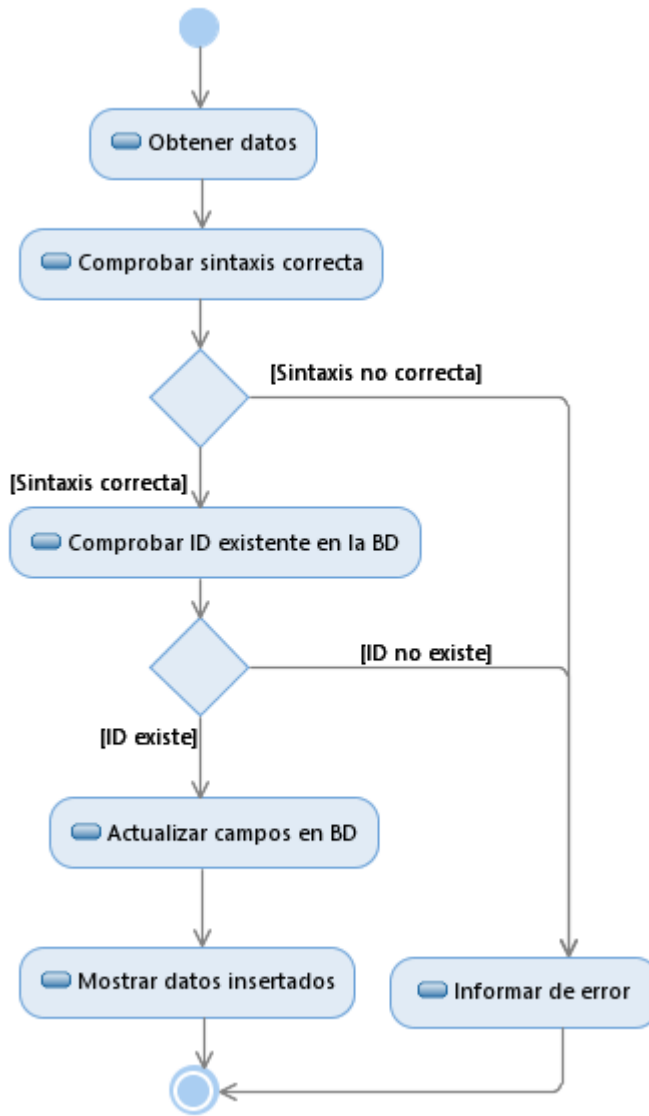 Obtener datos
Comprobar sintaxis correcta
[Sintaxis no correcta]
[Sintaxis correcta]
Comprobar ID existente en la BD
[ID no existe]
[ID existe]
Actualizar campos en BD
Mostrar datos insertados
Informar de error